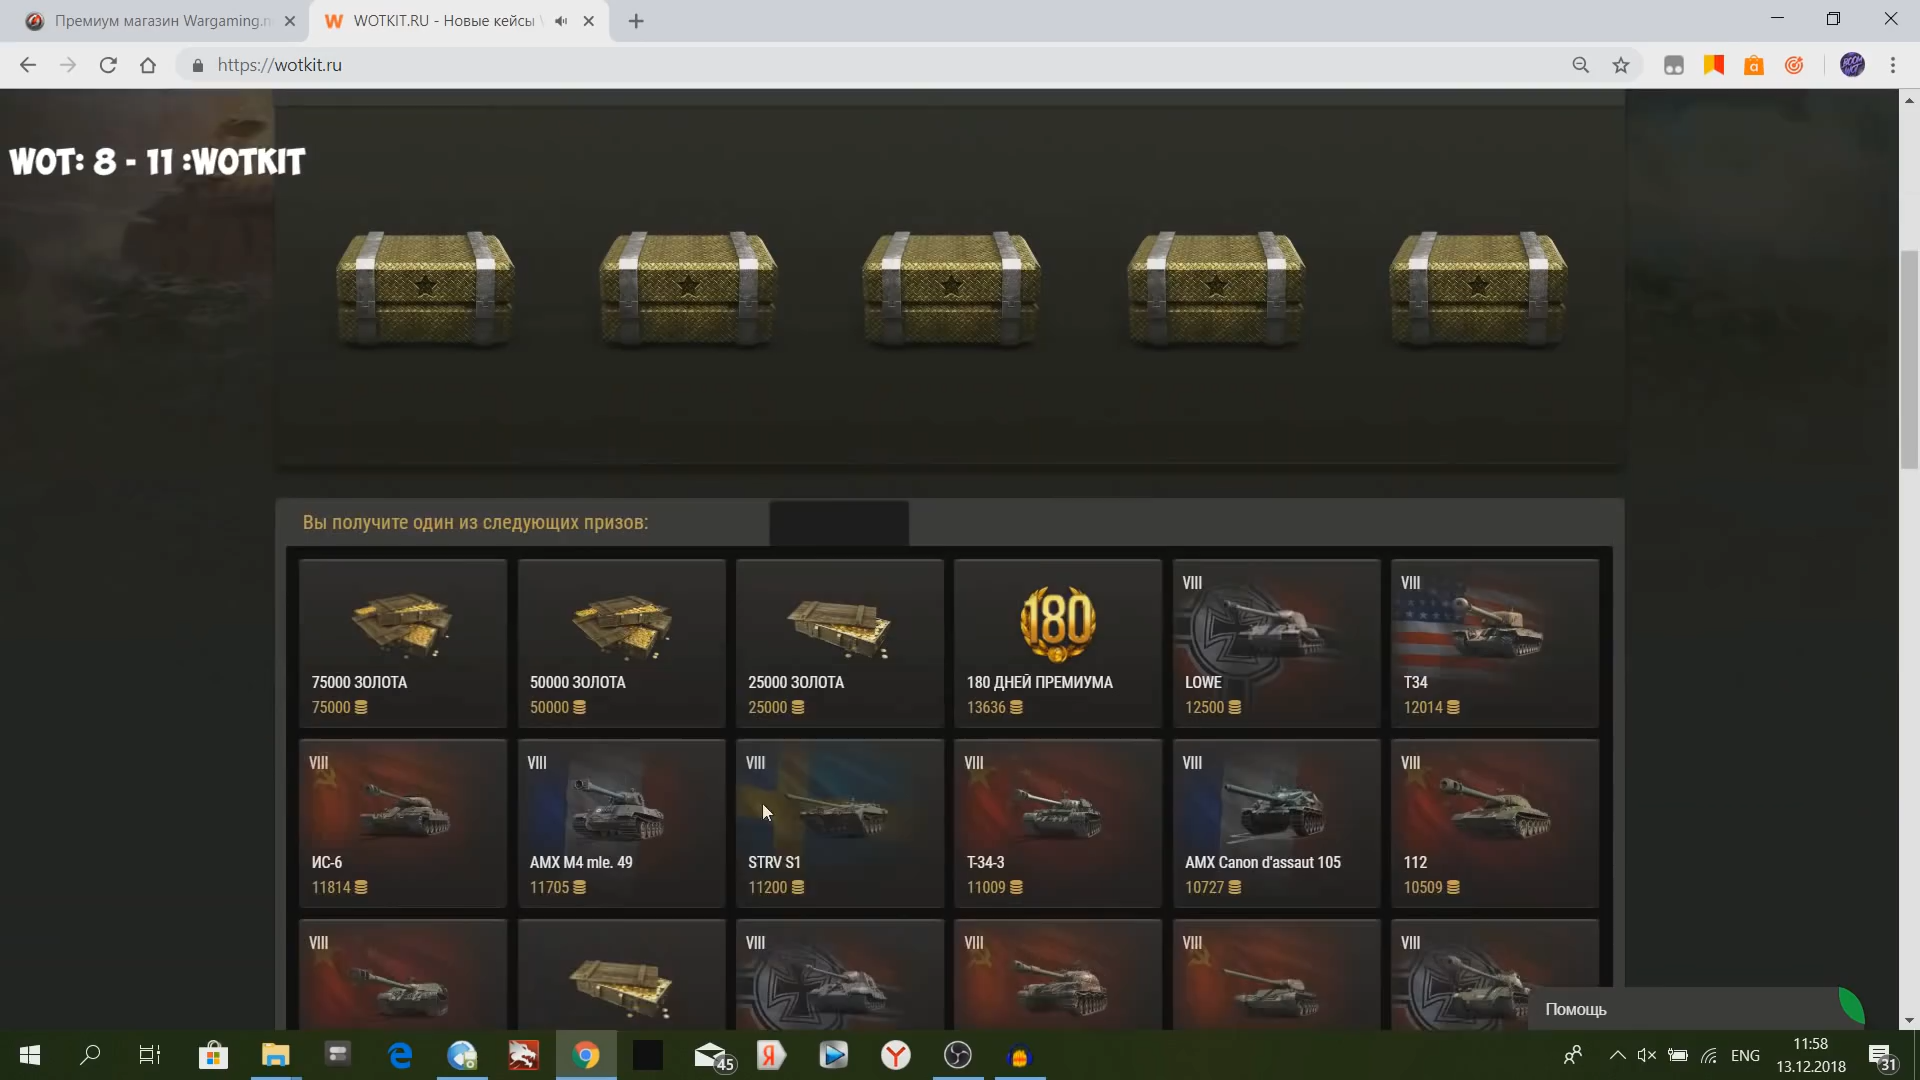 Премиум магазин Wargaming.n
WOTKIT.RU - Новые кейсы
https://wotkit.ru
WOT: 8 - 11 :WOTKIT
Вы получите один из следующих призов:
75000 ЗОЛОТА
75000
50000 ЗОЛОТА
50000
25000 ЗОЛОТА
25000
180
180 ДНЕЙ ПРЕМИУМА
13636
VIII
LOWE
12500
VIII
T34
12014
VIII
ИС-6
11814
VIII
AMX M4 mle. 49
11705
VIII
STRV S1
11200
VIII
T-34-3
11009
VIII
AMX Canon d'assaut 105
10727
VIII
112
10509
VIII
VIII
VIII
VIII
VIII
Помощь
45
ENG
11:58
13.12.2018
31